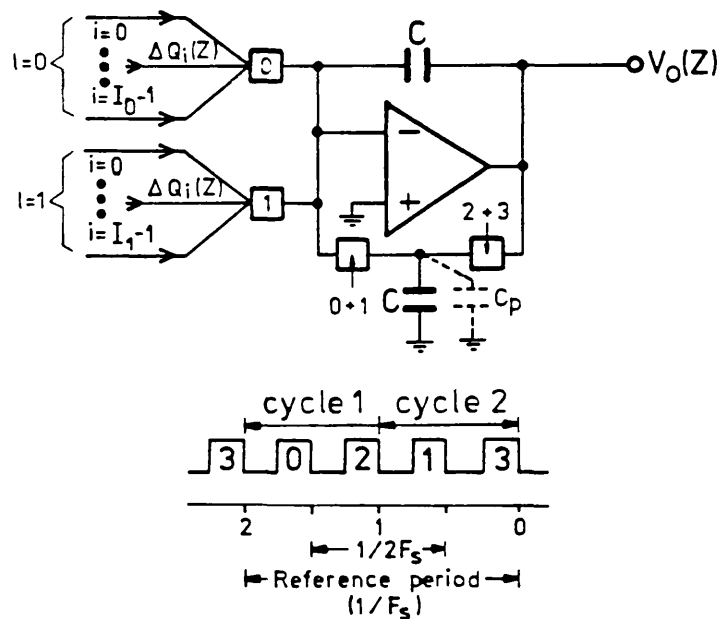 l=0
i=0
ΔQi(Z)
i=I0-1
0
C
VO(Z)
−
+
l=1
i=0
ΔQi(Z)
i=I1-1
1
2+3
0+1
C
Cp
cycle 1
cycle 2
3 0 2 1 3
2 1 0
1/2Fs
Reference period
(1/Fs)